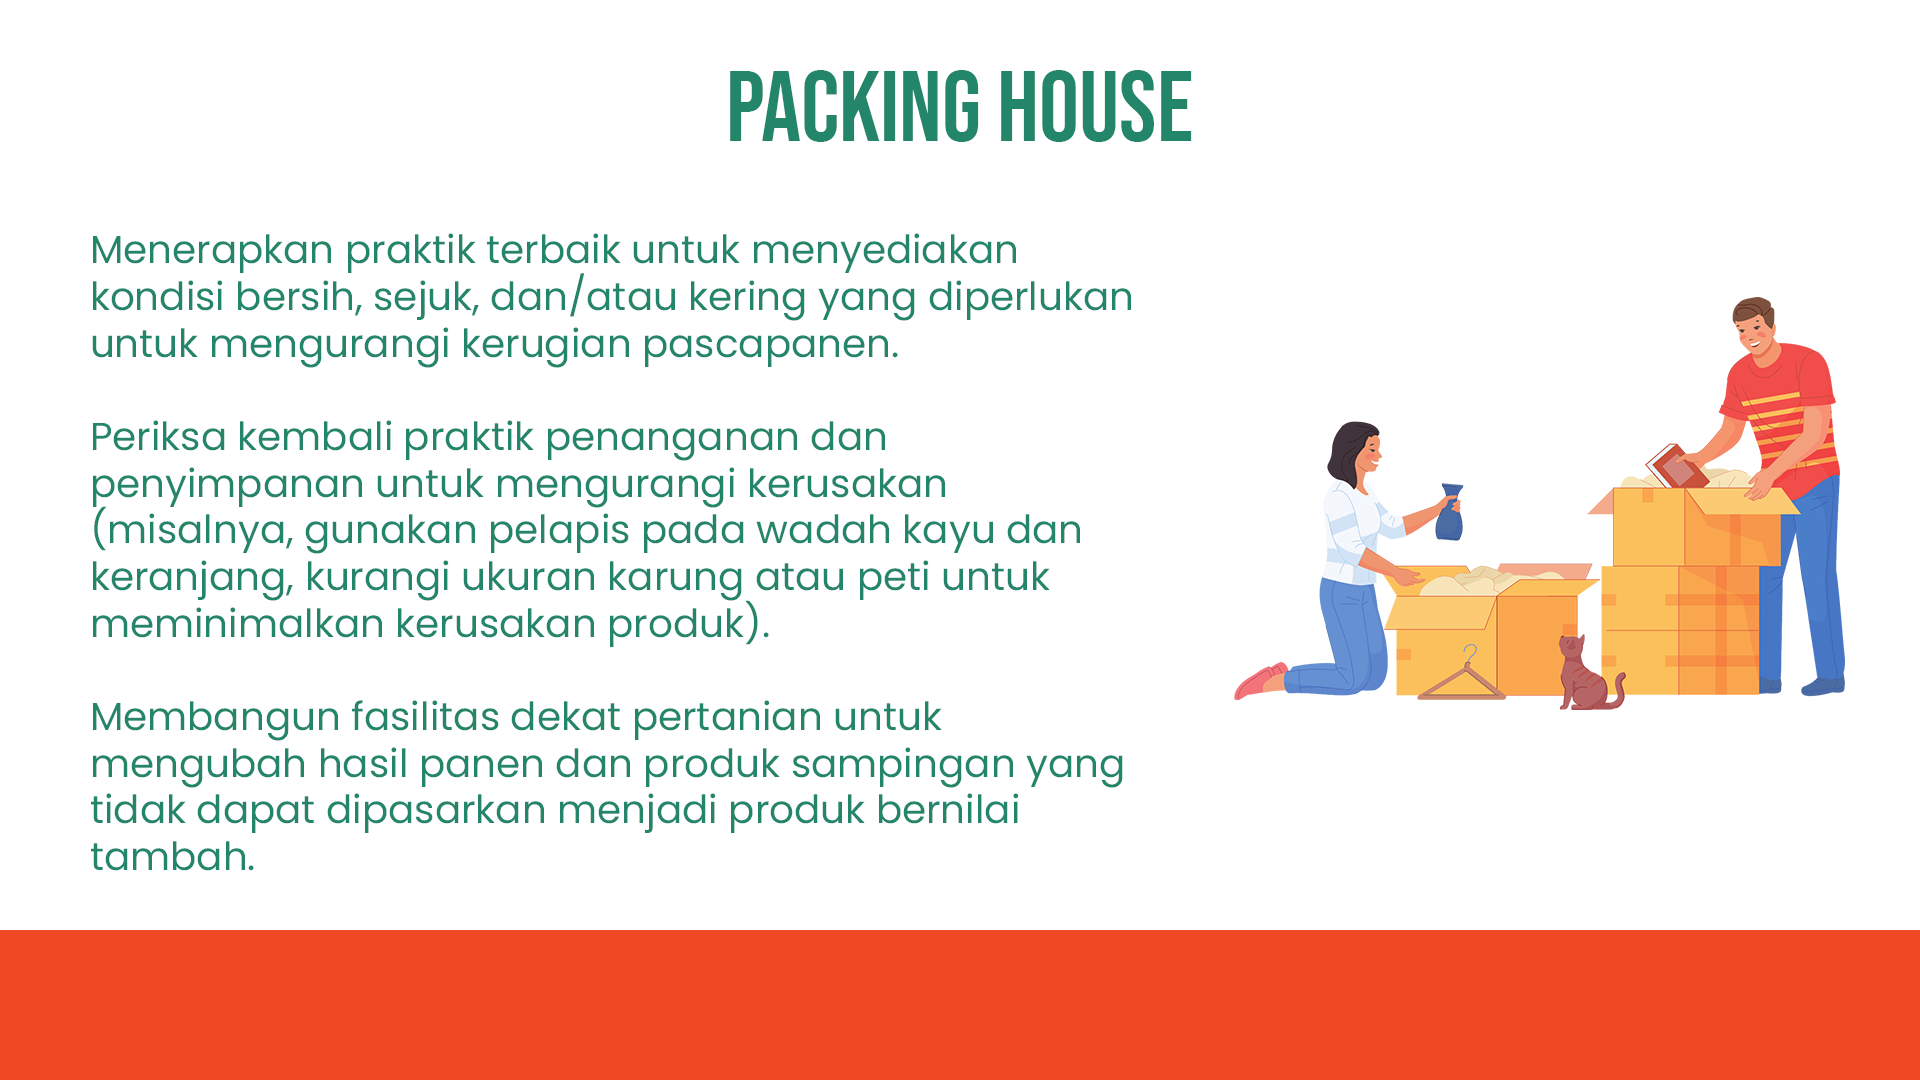 PACKING HOUSE
Menerapkan praktik terbaik untuk menyediakan
kondisi bersih, sejuk, dan/atau kering yang diperlukan
untuk mengurangi kerugian pascapanen.
Periksa kembali praktik penanganan dan
penyimpanan untuk mengurangi kerusakan
(misalnya, gunakan pelapis pada wadah kayu dan
keranjang, kurangi ukuran karung atau peti untuk
meminimalkan kerusakan produk).
Membangun fasilitas dekat pertanian untuk
mengubah hasil panen dan produk sampingan yang
tidak dapat dipasarkan menjadi produk bernilai
tambah.